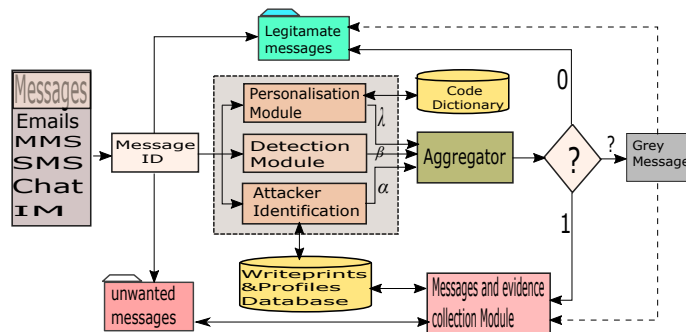 Messages
Emails
MMS
SMS
Chat
IM
Message
ID
Legitamate
messages
Personalisation
Module
Detection
Module
Attacker
Identification
λ
β
α
Code
Dictionary
Aggregator
?
0
?
1
Grey
Message
Writeprints
&Profiles
Database
unwanted
messages
Messages and evidence
collection Module